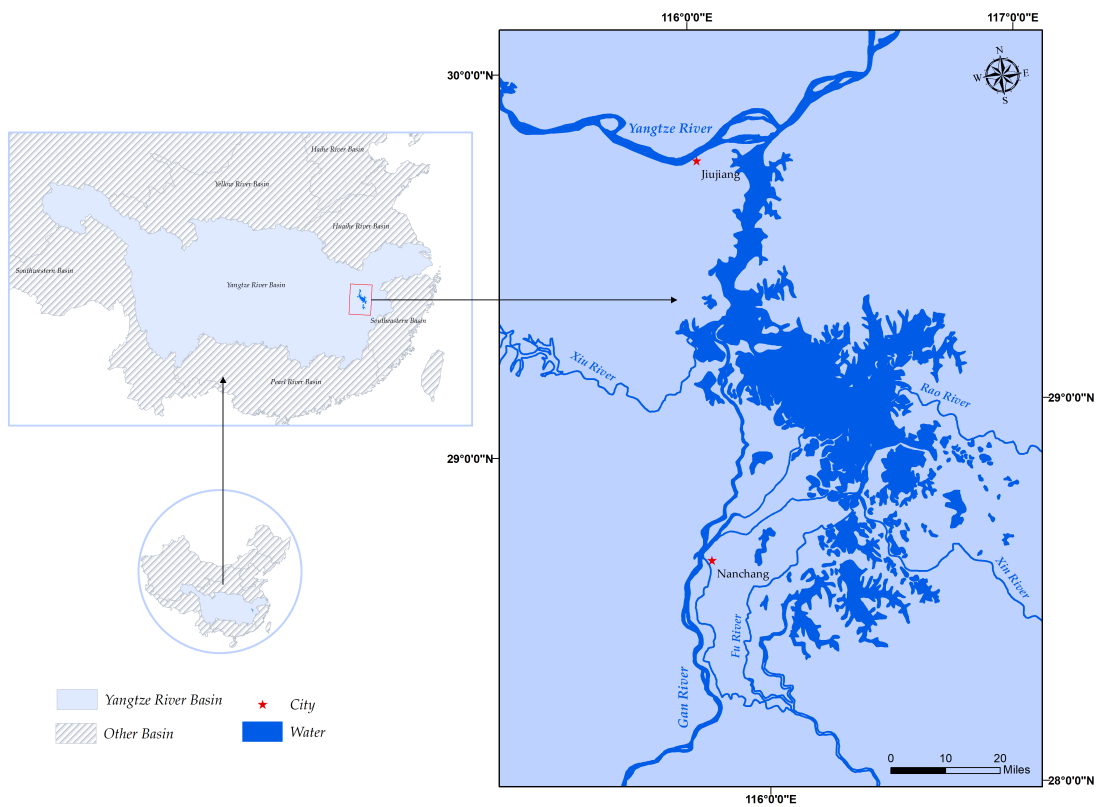 116°0'0"E
117°0'0"E
30°0'0"N
N
W
E
S
Yangtze River
Jiujiang
Haihe River Basin
Yellow River Basin
Huaihe River Basin
Southwestern Basin
Yangtze River Basin
Southeastern Basin
Pearl River Basin
Xiu River
Rao River
29°0'0"N
29°0'0"N
Nanchang
Xin River
Fu River
Gan River
Yangtze River Basin
City
Other Basin
Water
0
10
20
Miles
28°0'0"N
116°0'0"E